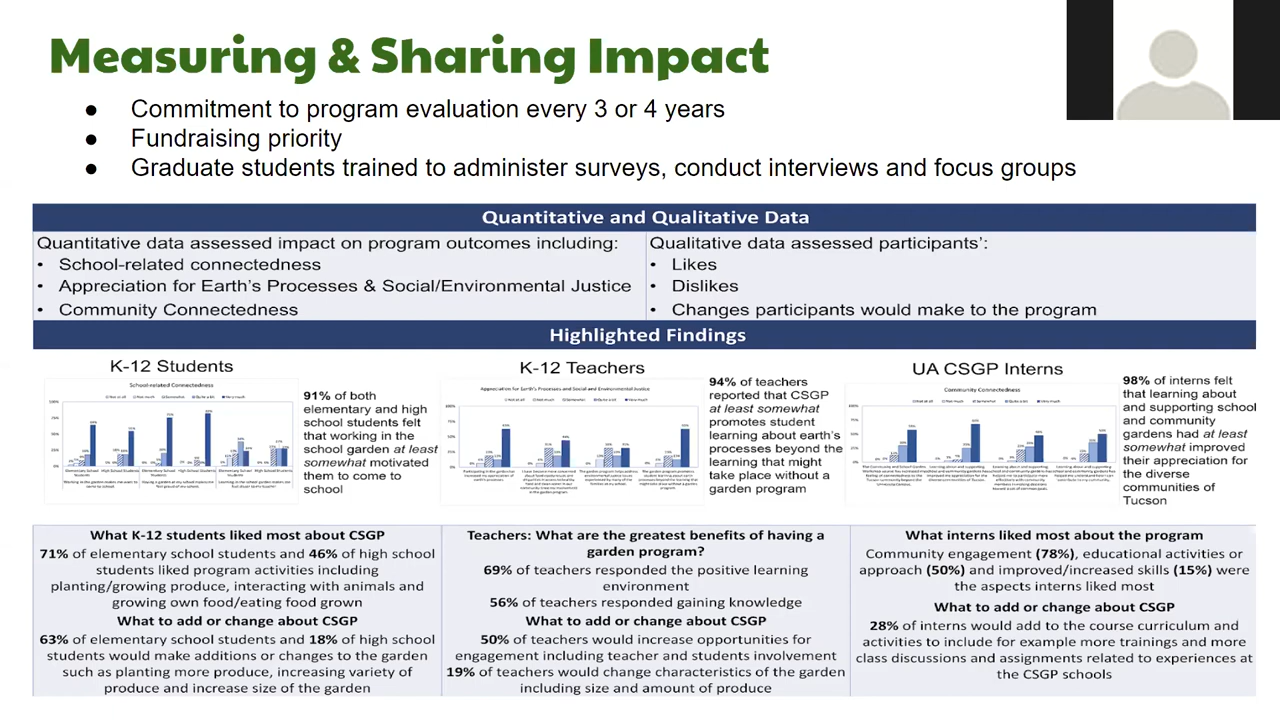 Measuring & Sharing Impact
● Commitment to program evaluation every 3 or 4 years
● Fundraising priority
● Graduate students trained to administer surveys, conduct interviews and focus groups
Quantitative and Qualitative Data
Quantitative data assessed impact on program outcomes including:
• School-related connectedness
• Appreciation for Earth's Processes & Social/Environmental Justice
• Community Connectedness
Qualitative data assessed participants':
• Likes
• Dislikes
• Changes participants would make to the program
Highlighted Findings
K-12 Students
School-related Connectedness
91% of both
elementary and high
school students felt
that working in the
school garden at least
somewhat motivated
them to come to
school
K-12 Teachers
Appreciation for Earth's Processes and Social and Environmental Justice
94% of teachers
reported that CSGP
at least somewhat
promotes student
learning about earth's
processes beyond the
learning that might
take place without a
garden program
UA CSGP Interns
Community Connectedness
98% of interns felt
that learning about
and supporting school
and community
gardens had at least
somewhat improved
their appreciation for
the diverse
communities of
Tucson
What K-12 students liked most about CSGP
71% of elementary school students and 46% of high school
students liked program activities including
planting/growing produce, interacting with animals and
growing own food/eating food grown
What to add or change about CSGP
63% of elementary school students and 18% of high school
students would make additions or changes to the garden
such as planting more produce, increasing variety of
produce and increase size of the garden
Teachers: What are the greatest benefits of having a
garden program?
69% of teachers responded the positive learning
environment
56% of teachers responded gaining knowledge
What to add or change about CSGP
50% of teachers would increase opportunities for
engagement including teacher and students involvement
19% of teachers would change characteristics of the garden
including size and amount of produce
What interns liked most about the program
Community engagement (78%), educational activities or
approach (50%) and improved/increased skills (15%) were
the aspects interns liked most
What to add or change about CSGP
28% of interns would add to the course curriculum and
activities to include for example more trainings and more
class discussions and assignments related to experiences at
the CSGP schools